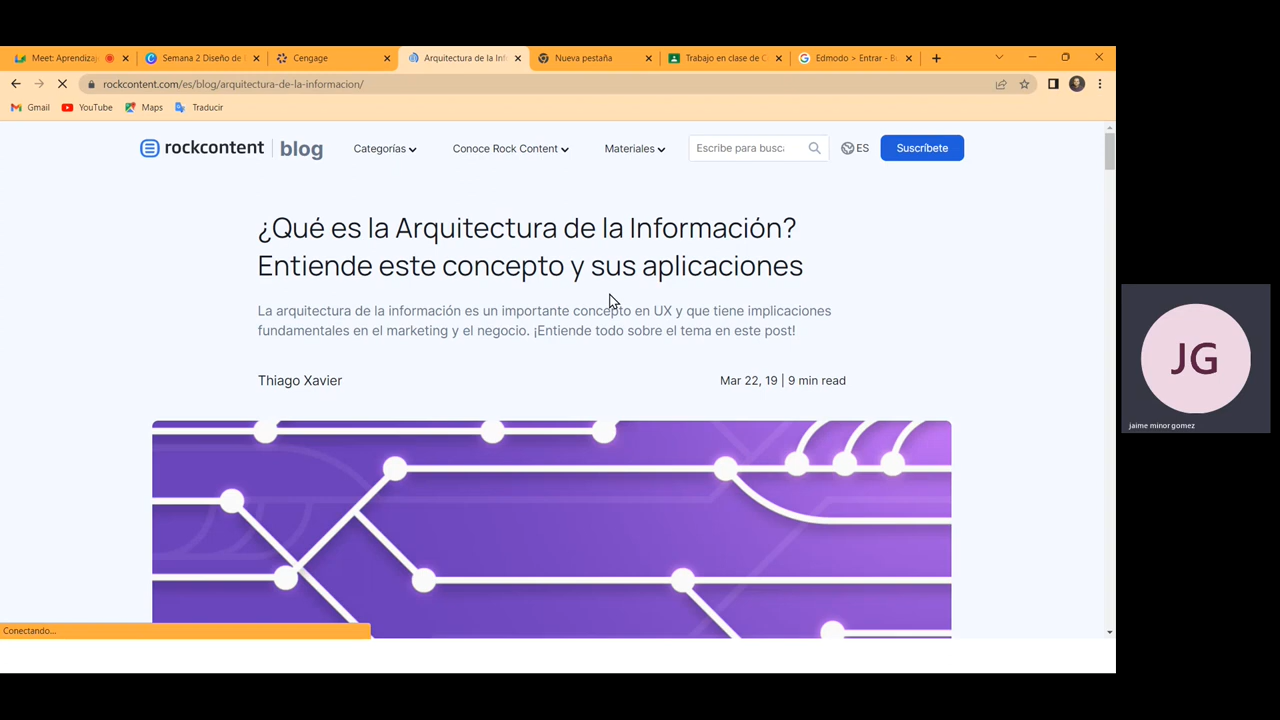 Meet: Aprendizaj
Semana 2 Diseño de
Cengage
Arquitectura de la Inf
Nueva pestaña
Trabajo en clase de C
Edmodo > Entrar - B
rockcontent.com/es/blog/arquitectura-de-la-informacion/
Gmail
YouTube
Maps
Traducir
rockcontent blog
Categorías
Conoce Rock Content
Materiales
Escribe para busca
ES
Suscríbete
¿Qué es la Arquitectura de la Información?
Entiende este concepto y sus aplicaciones
La arquitectura de la información es un importante concepto en UX y que tiene implicaciones
fundamentales en el marketing y el negocio. ¡Entiende todo sobre el tema en este post!
Thiago Xavier
Mar 22, 19 | 9 min read
JG
jaime minor gomez
Conectando...